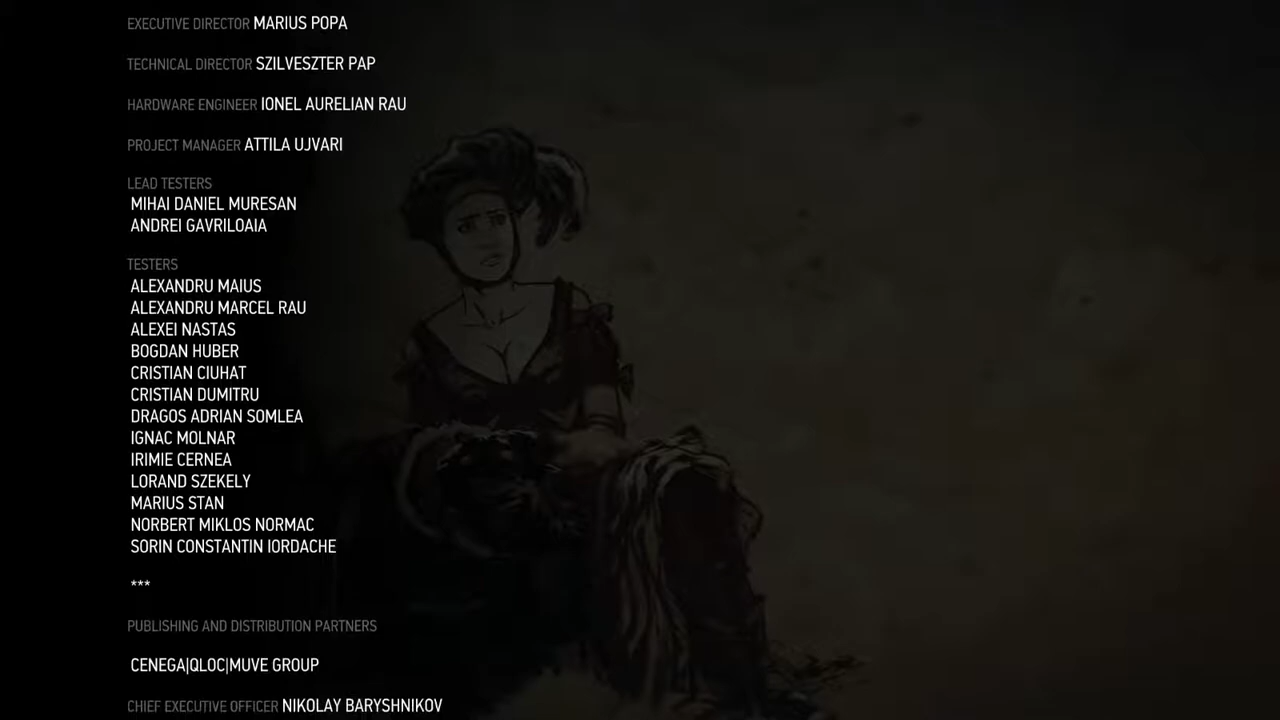 EXECUTIVE DIRECTOR MARIUS POPA
TECHNICAL DIRECTOR SZILVESZTER PAP
HARDWARE ENGINEER IONEL AURELIAN RAU
PROJECT MANAGER ATTILA UJVARI
LEAD TESTERS
MIHAI DANIEL MURESAN
ANDREI GAVRILOAIA
TESTERS
ALEXANDRU MAIUS
ALEXANDRU MARCEL RAU
ALEXEI NASTAS
BOGDAN HUBER
CRISTIAN CIUHAT
CRISTIAN DUMITRU
DRAGOS ADRIAN SOMLEA
IGNAC MOLNAR
IRIMIE CERNEA
LORAND SZEKELY
MARIUS STAN
NORBERT MIKLOS NORMAC
SORIN CONSTANTIN IORDACHE
***
PUBLISHING AND DISTRIBUTION PARTNERS
CENEGA|QLOC|MUVE GROUP
CHIEF EXECUTIVE OFFICER NIKOLAY BARYSHNIKOV